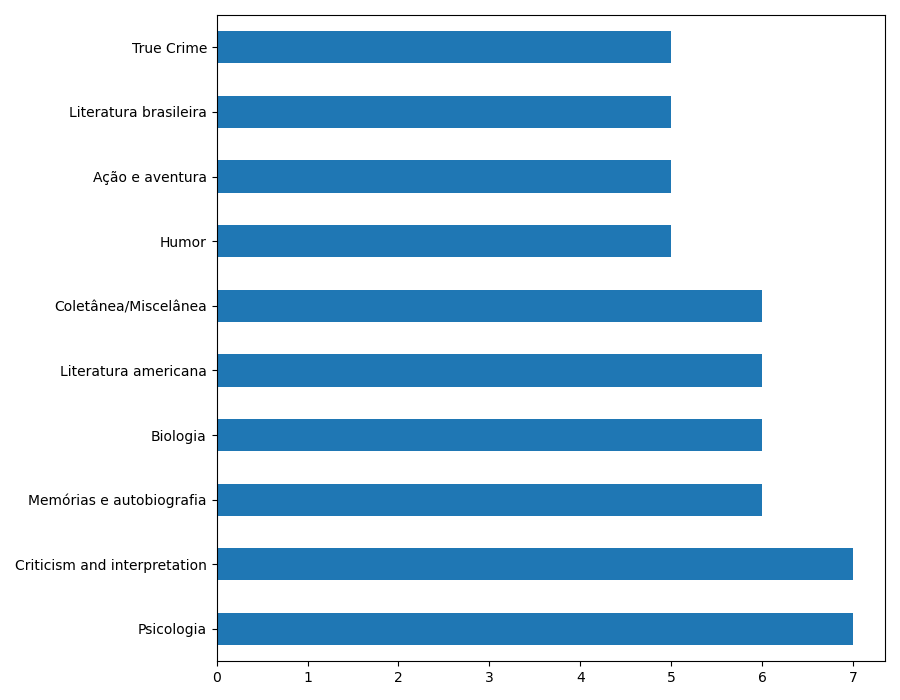 True Crime
Literatura brasileira
Ação e aventura
Humor
Coletânea/Miscelânea
Literatura americana
Biologia
Memórias e autobiografia
Criticism and interpretation
Psicologia
0 1 2 3 4 5 6 7